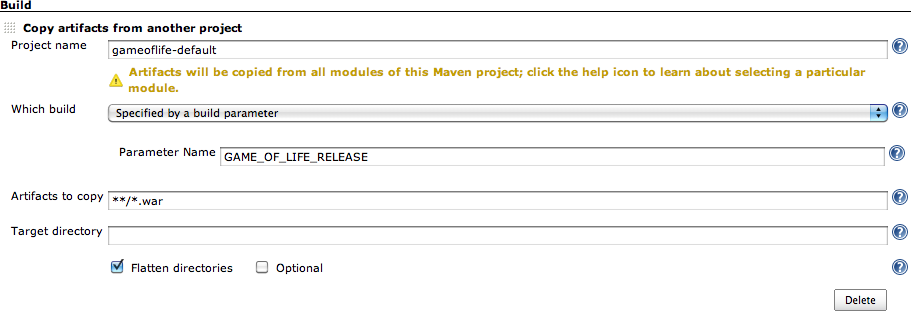 Build
Copy artifacts from another project
Project name gameoflife-default
Artifacts will be copied from all modules of this Maven project; click the help icon to learn about selecting a particular
module.
Which build Specified by a build parameter
Parameter Name GAME_OF_LIFE_RELEASE
Artifacts to copy **/*.war
Target directory
Flatten directories Optional
Delete